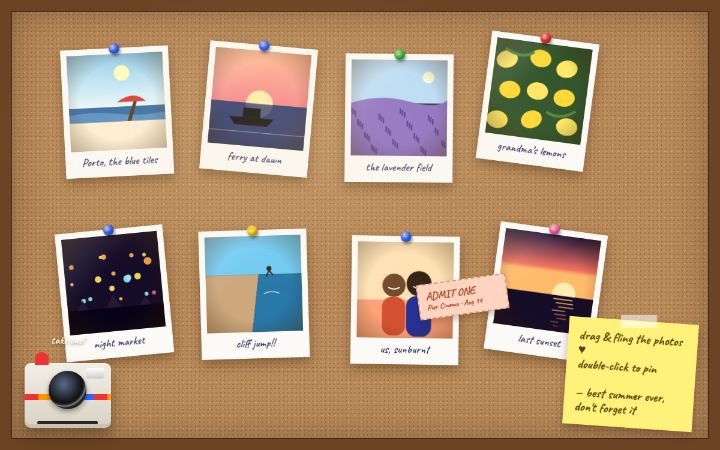 Porto, the blue tiles
ferry at dawn
the lavender field
grandma's lemons
night market
cliff jump!!
us, sunburnt
last sunset
ADMIT ONE
Pier Cinema · Aug 14
drag & fling the photos
♥
double-click to pin
— best summer ever,
don't forget it